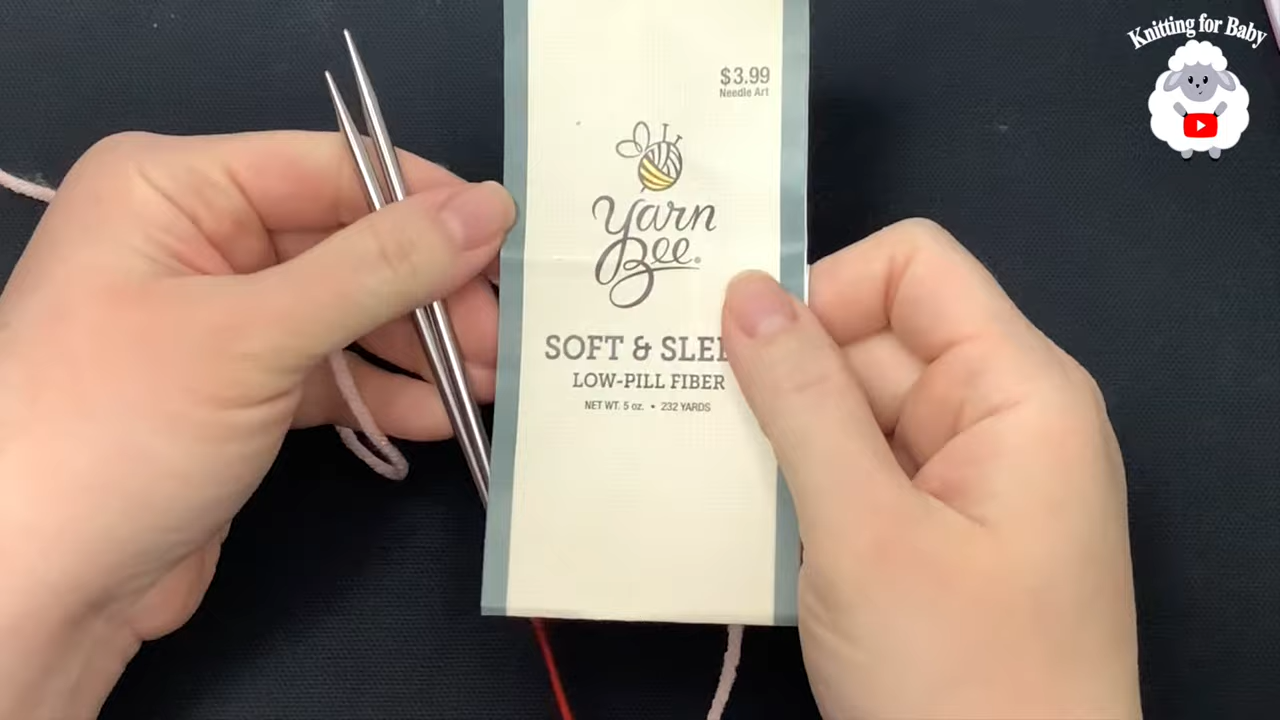 Knitting for Baby
$3.99
Needle Art
Yarn
Bee®
SOFT &
LOW-PILL FIBER
NET WT. 5 oz. • 232 YARDS